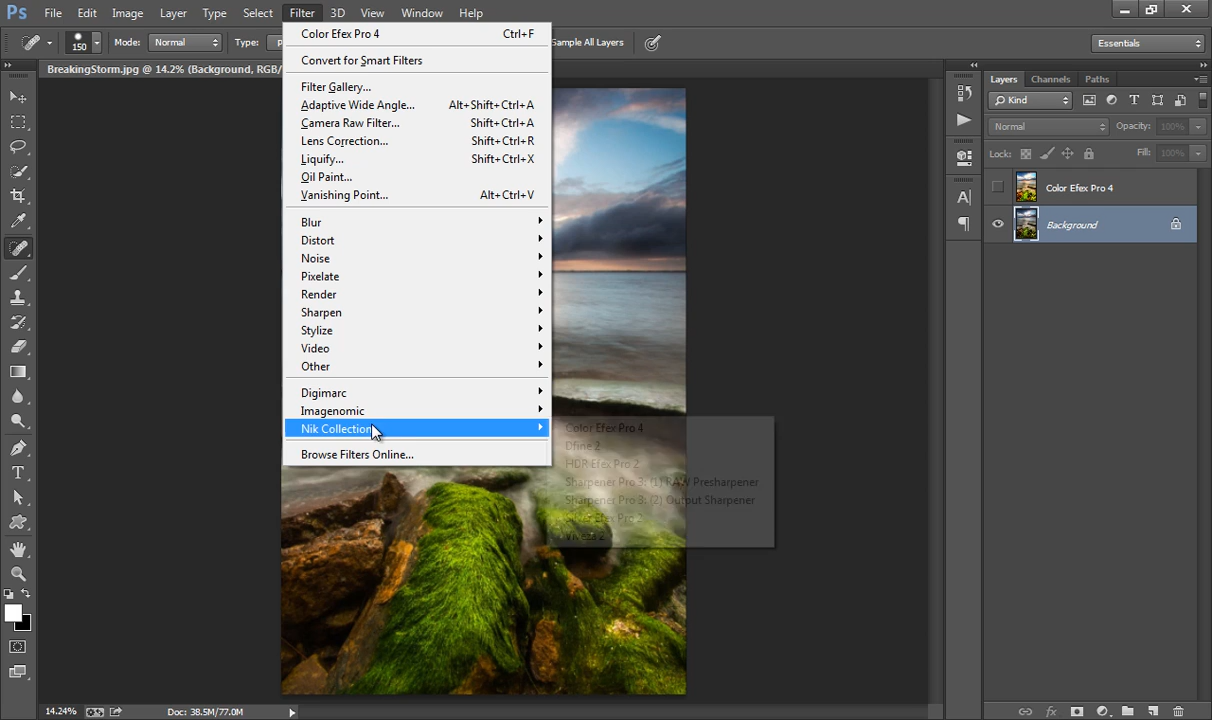 Ps File Edit Image Layer Type Select Filter 3D View Window Help
150 Mode: Normal Type: Sample All Layers Essentials
BreakingStorm.jpg @ 14.2% (Background, RGB/
Color Efex Pro 4 Ctrl+F
Convert for Smart Filters
Filter Gallery...
Adaptive Wide Angle... Alt+Shift+Ctrl+A
Camera Raw Filter... Shift+Ctrl+A
Lens Correction... Shift+Ctrl+R
Liquify... Shift+Ctrl+X
Oil Paint...
Vanishing Point... Alt+Ctrl+V
Blur
Distort
Noise
Pixelate
Render
Sharpen
Stylize
Video
Other
Digimarc
Imagenomic
Nik Collection
Browse Filters Online...
Color Efex Pro 4
Dfine 2
HDR Efex Pro 2
Sharpener Pro 3: (1) RAW Presharpener
Sharpener Pro 3: (2) Output Sharpener
Silver Efex Pro 2
Viveza 2
Layers Channels Paths
Kind
Normal Opacity: 100%
Lock: Fill: 100%
Color Efex Pro 4
Background
14.24% Doc: 38.5M/77.0M